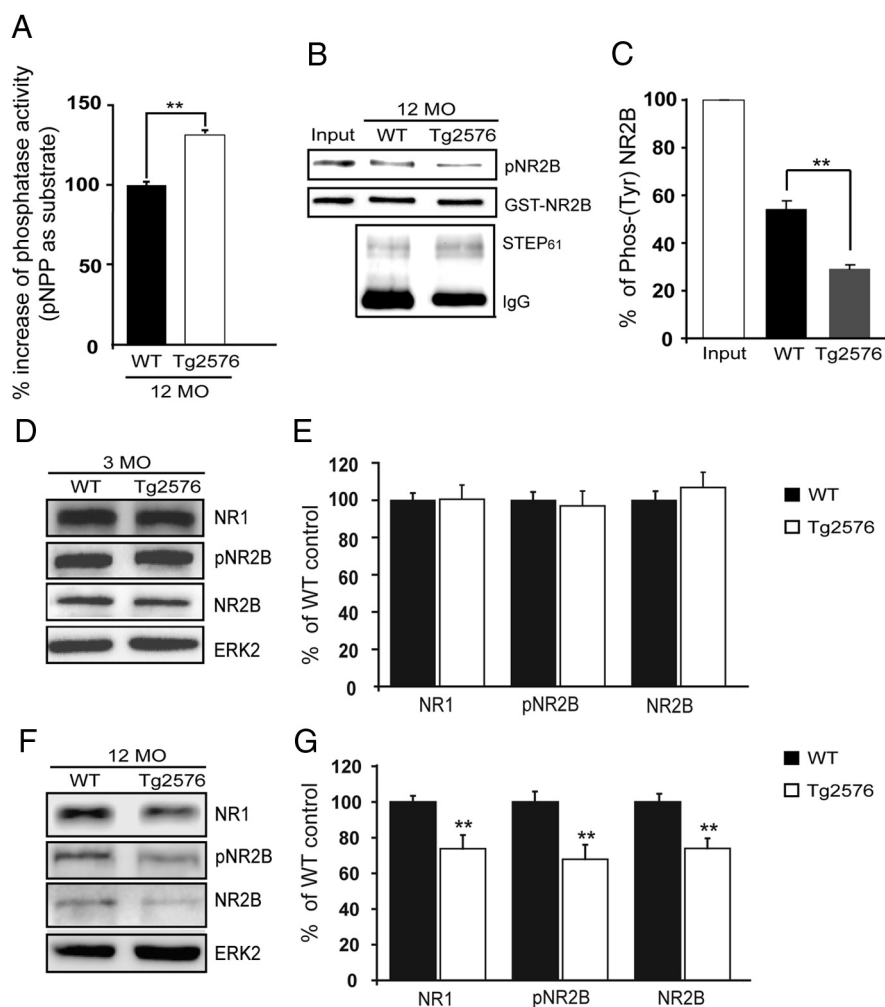 A
% increase of phosphatase activity
(pNPP as substrate)
150
100
50
0
**
WT Tg2576
12 MO
B
12 MO
Input WT Tg2576
pNR2B
GST-NR2B
STEP61
IgG
C
% of Phos-(Tyr) NR2B
100
80
60
40
20
0
**
Input WT Tg2576
D
3 MO
WT Tg2576
NR1
pNR2B
NR2B
ERK2
E
% of WT control
120
100
80
60
40
20
0
NR1 pNR2B NR2B
WT
Tg2576
F
12 MO
WT Tg2576
NR1
pNR2B
NR2B
ERK2
G
% of WT control
120
100
80
60
40
20
0
** ** **
NR1 pNR2B NR2B
WT
Tg2576